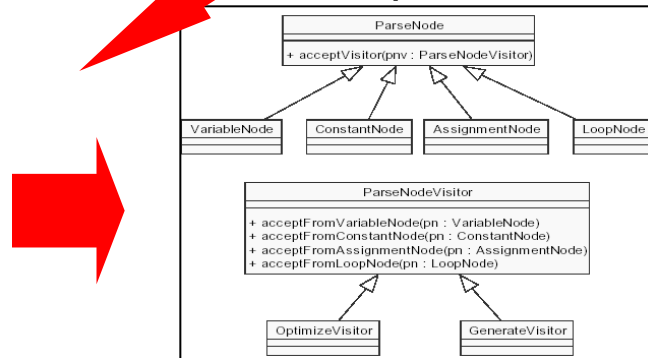 ParseNode
+ acceptVisitor(pnv : ParseNodeVisitor)
VariableNode
ConstantNode
AssignmentNode
LoopNode
ParseNodeVisitor
+ acceptFromVariableNode(pn : VariableNode)
+ acceptFromConstantNode(pn : ConstantNode)
+ acceptFromAssignmentNode(pn : AssignmentNode)
+ acceptFromLoopNode(pn : LoopNode)
OptimizeVisitor
GenerateVisitor